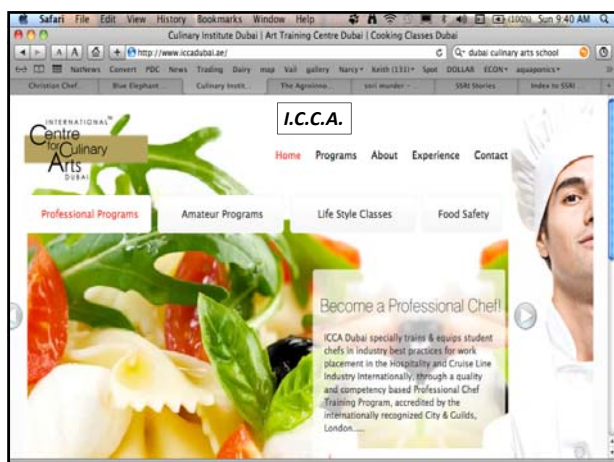 Safari File Edit View History Bookmarks Window Help (100%) Sun 9:40 AM
Culinary Institute Dubai | Art Training Centre Dubai | Cooking Classes Dubai
A A + http://www.iccadubai.ae/ dubai culinary arts school
NatNews Convert PDC News Trading Dairy map Vail gallery Narcy Keith (131) Spot DOLLAR ECON aquaponics
Christian Chef... Blue Elephant... Culinary Instit... The Agroinno... ssri murder - ... SSRI Stories Index to SSRI ...
INTERNATIONAL™
Centre
for Culinary
Arts
DUBAI
I.C.C.A.
Home Programs About Experience Contact
Professional Programs Amateur Programs Life Style Classes Food Safety
Become a Professional Chef!
ICCA Dubai specially trains & equips student
chefs in industry best practices for work
placement in the Hospitality and Cruise Line
Industry Internationally, through a quality
and competency based Professional Chef
Training Program, accredited by the
internationally recognized City & Guilds,
London.....